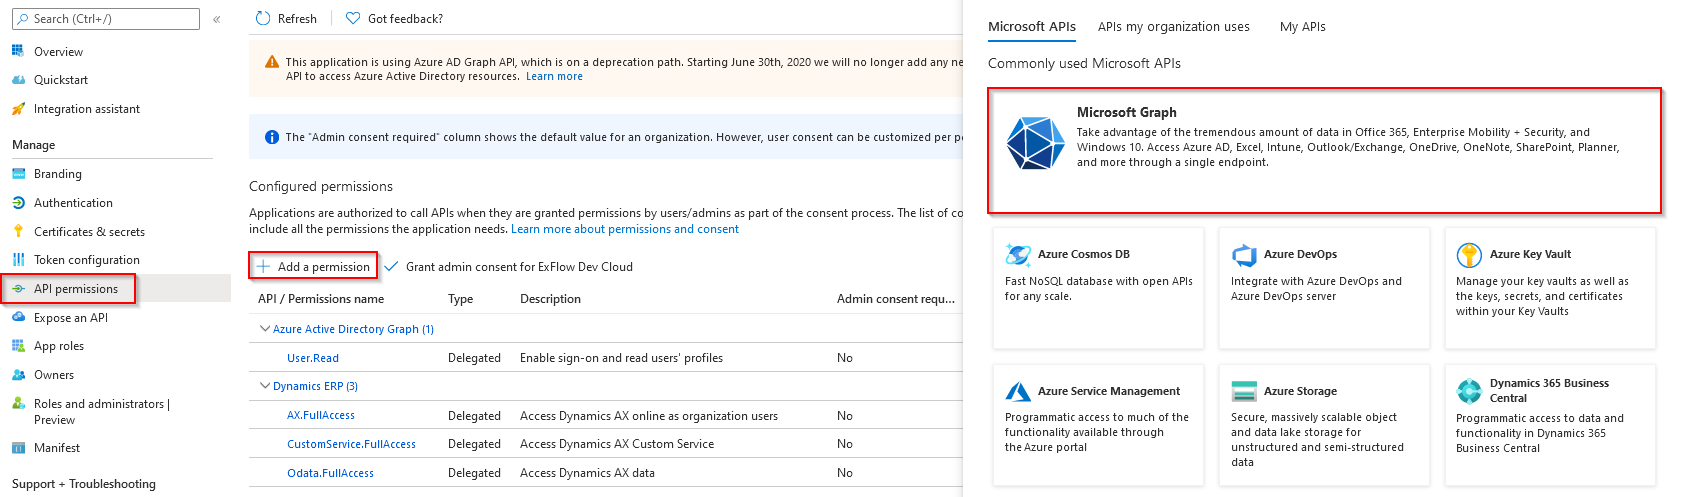 Search (Ctrl+/)
«
Overview
Quickstart
Integration assistant
Manage
Branding
Authentication
Certificates & secrets
Token configuration
API permissions
Expose an API
App roles
Owners
Roles and administrators |
Preview
Manifest
Support + Troubleshooting
Refresh
Got feedback?
This application is using Azure AD Graph API, which is on a deprecation path. Starting June 30th, 2020 we will no longer add any ne
API to access Azure Active Directory resources. Learn more
The "Admin consent required" column shows the default value for an organization. However, user consent can be customized per pe
Configured permissions
Applications are authorized to call APIs when they are granted permissions by users/admins as part of the consent process. The list of co
include all the permissions the application needs. Learn more about permissions and consent
Add a permission
Grant admin consent for ExFlow Dev Cloud
API / Permissions name Type Description Admin consent requ...
Azure Active Directory Graph (1)
User.Read Delegated Enable sign-on and read users' profiles No
Dynamics ERP (3)
AX.FullAccess Delegated Access Dynamics AX online as organization users No
CustomService.FullAccess Delegated Access Dynamics AX Custom Service No
Odata.FullAccess Delegated Access Dynamics AX data No
Microsoft APIs APIs my organization uses My APIs
Commonly used Microsoft APIs
Microsoft Graph
Take advantage of the tremendous amount of data in Office 365, Enterprise Mobility + Security, and
Windows 10. Access Azure AD, Excel, Intune, Outlook/Exchange, OneDrive, OneNote, SharePoint, Planner,
and more through a single endpoint.
Azure Cosmos DB
Fast NoSQL database with open APIs
for any scale.
Azure DevOps
Integrate with Azure DevOps and
Azure DevOps server
Azure Key Vault
Manage your key vaults as well as
the keys, secrets, and certificates
within your Key Vaults
Azure Service Management
Programmatic access to much of the
functionality available through
the Azure portal
Azure Storage
Secure, massively scalable object
and data lake storage for
unstructured and semi-structured
data
Dynamics 365 Business
Central
Programmatic access to data and
functionality in Dynamics 365
Business Central